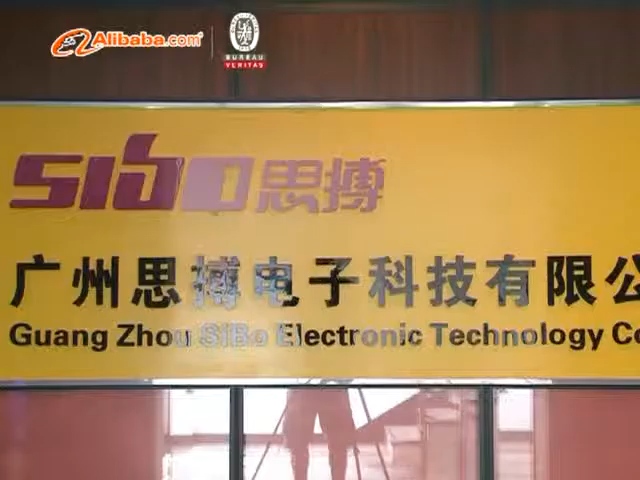 Alibaba.com
BUREAU
VERITAS
sibo思搏
广州思搏电子科技有限公
Guang Zhou SiBo Electronic Technology Co